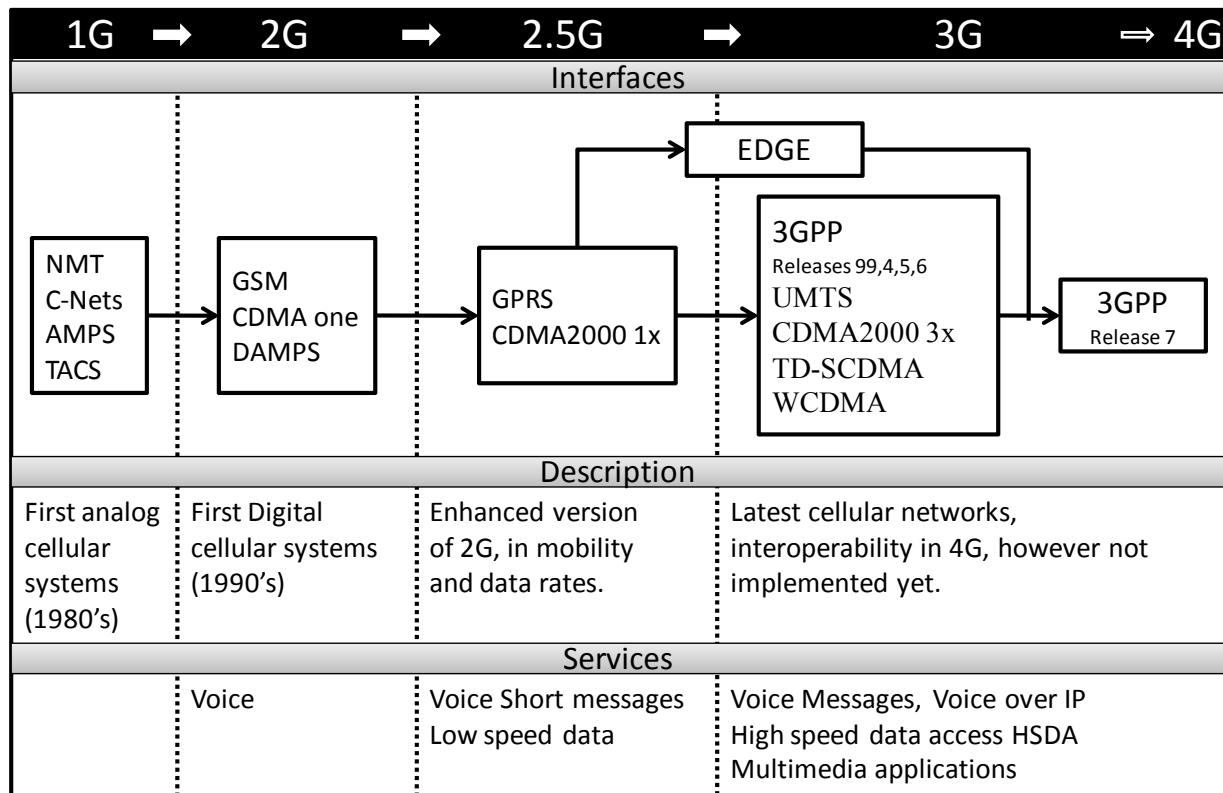 1G 2G 2.5G 3G 4G
Interfaces
EDGE
NMT
C-Nets
AMPS
TACS
GSM
CDMA one
DAMPS
GPRS
CDMA2000 1x
3GPP
Releases 99,4,5,6
UMTS
CDMA2000 3x
TD-SCDMA
WCDMA
3GPP
Release 7
Description
First analog
cellular
systems
(1980's)
First Digital
cellular systems
(1990's)
Enhanced version
of 2G, in mobility
and data rates.
Latest cellular networks,
interoperability in 4G, however not
implemented yet.
Services
Voice
Voice Short messages
Low speed data
Voice Messages, Voice over IP
High speed data access HSDA
Multimedia applications